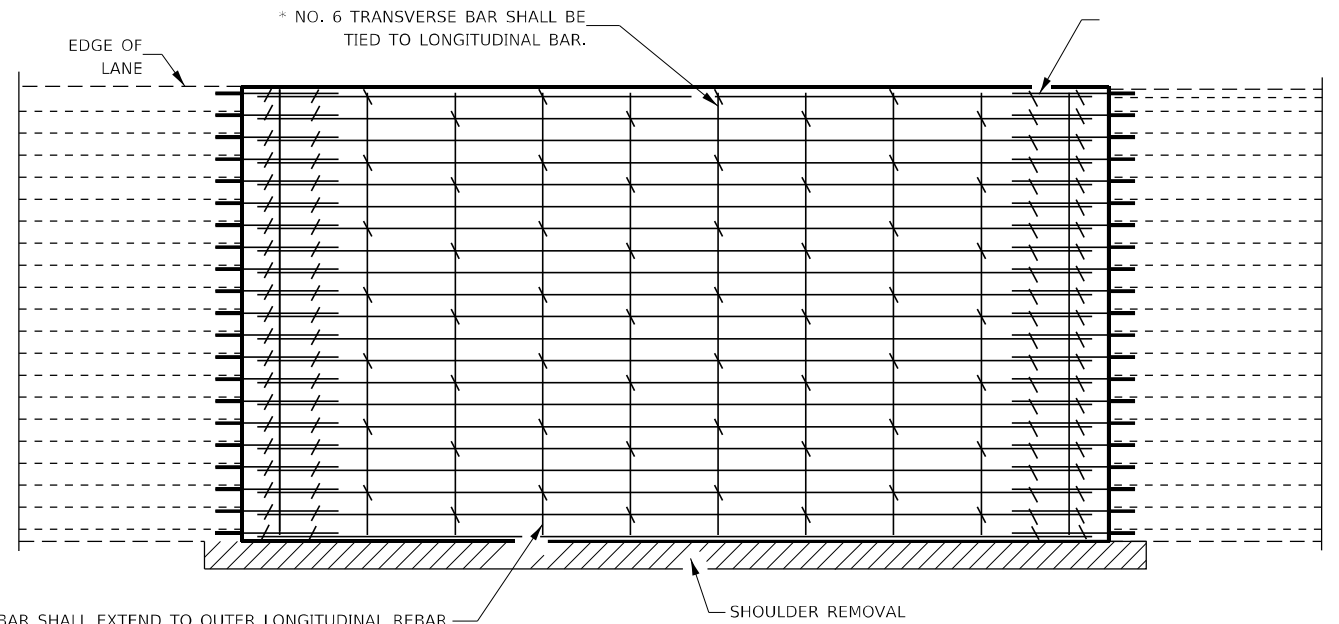 * NO. 6 TRANSVERSE BAR SHALL BE
TIED TO LONGITUDINAL BAR.
EDGE OF
LANE
SHOULDER REMOVAL
BAR SHALL EXTEND TO OUTER LONGITUDINAL REBAR